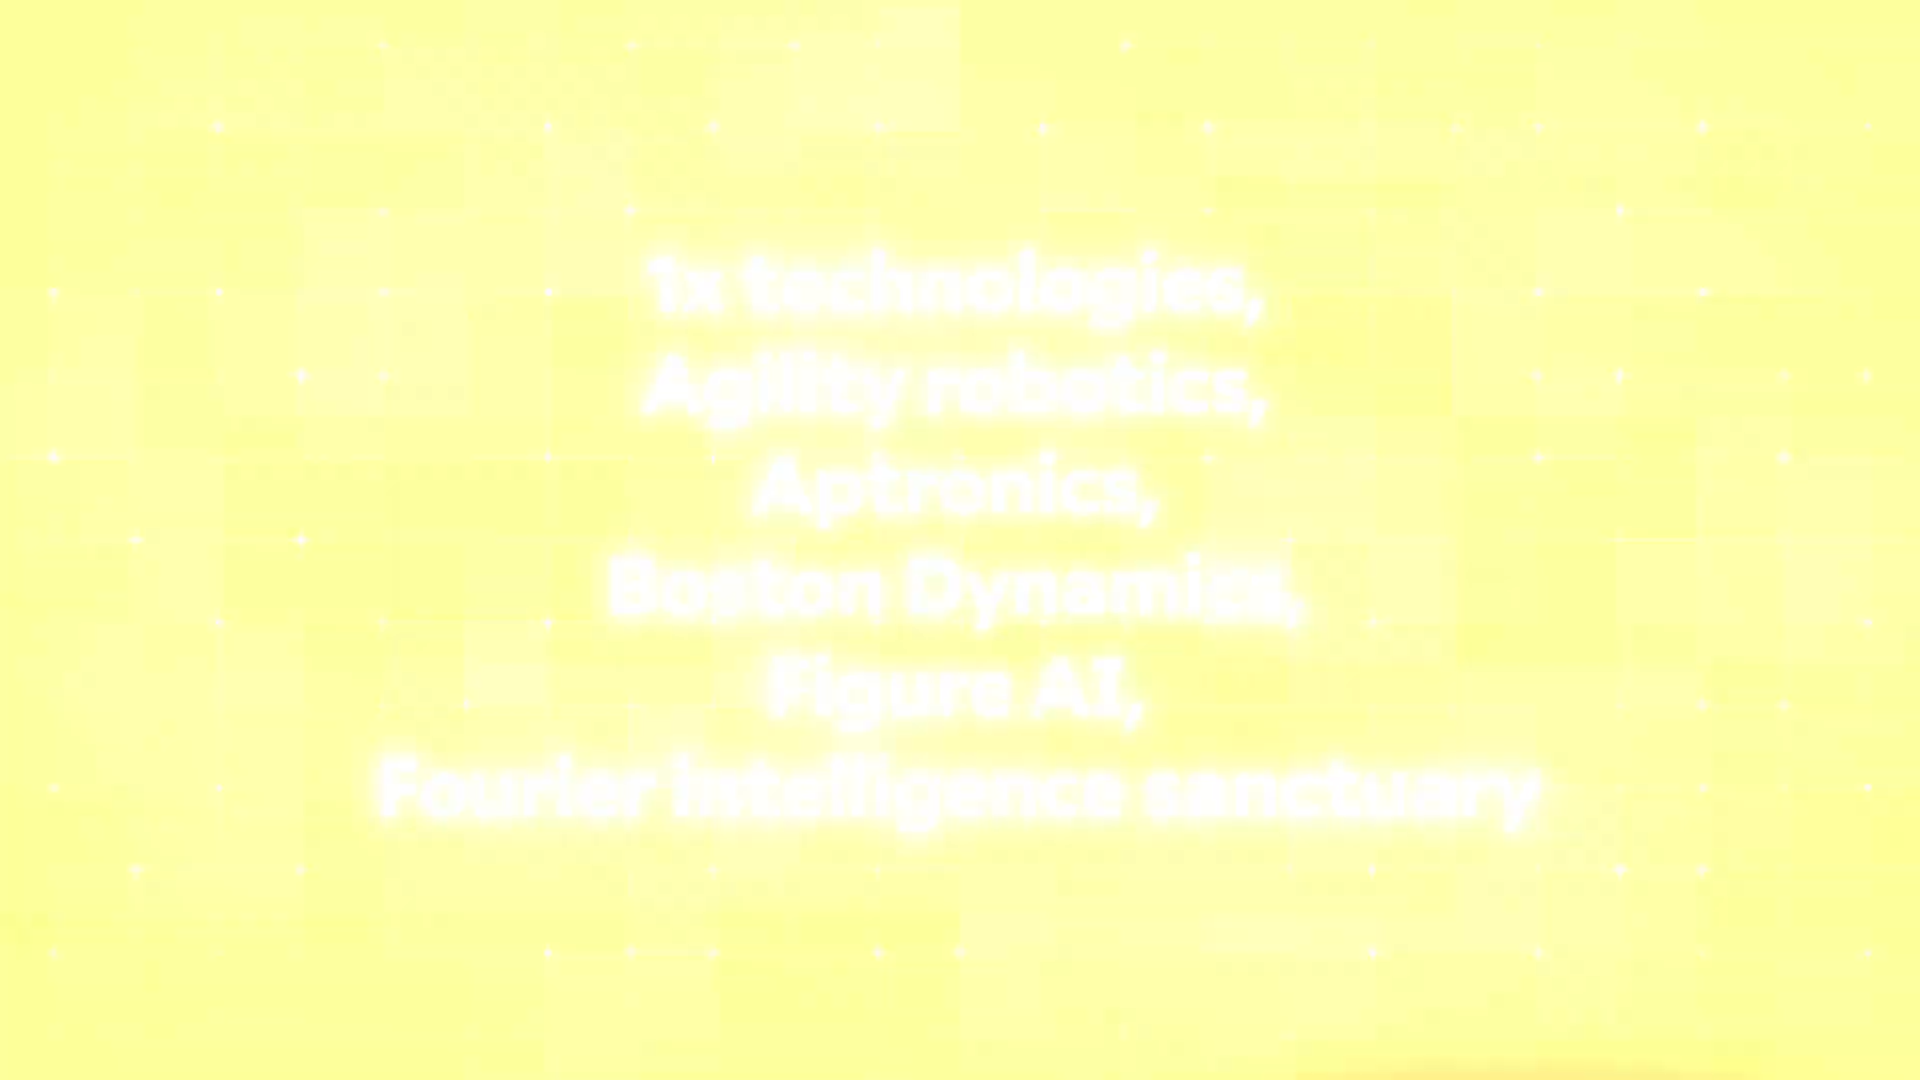 1x technologies,
Agility robotics,
Aptronics,
Boston Dynamics,
Figure AI,
Fourier intelligence sanctuary